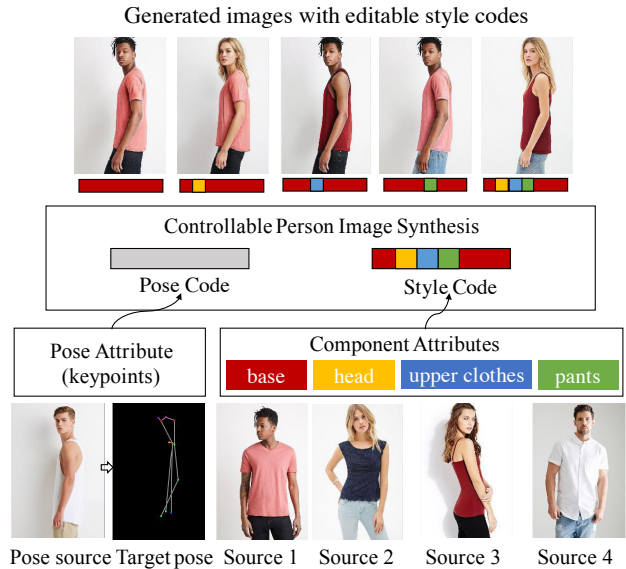 Generated images with editable style codes
Controllable Person Image Synthesis
Pose Code
Style Code
Pose Attribute
(keypoints)
Component Attributes
base
head
upper clothes
pants
Pose source
Target pose
Source 1
Source 2
Source 3
Source 4